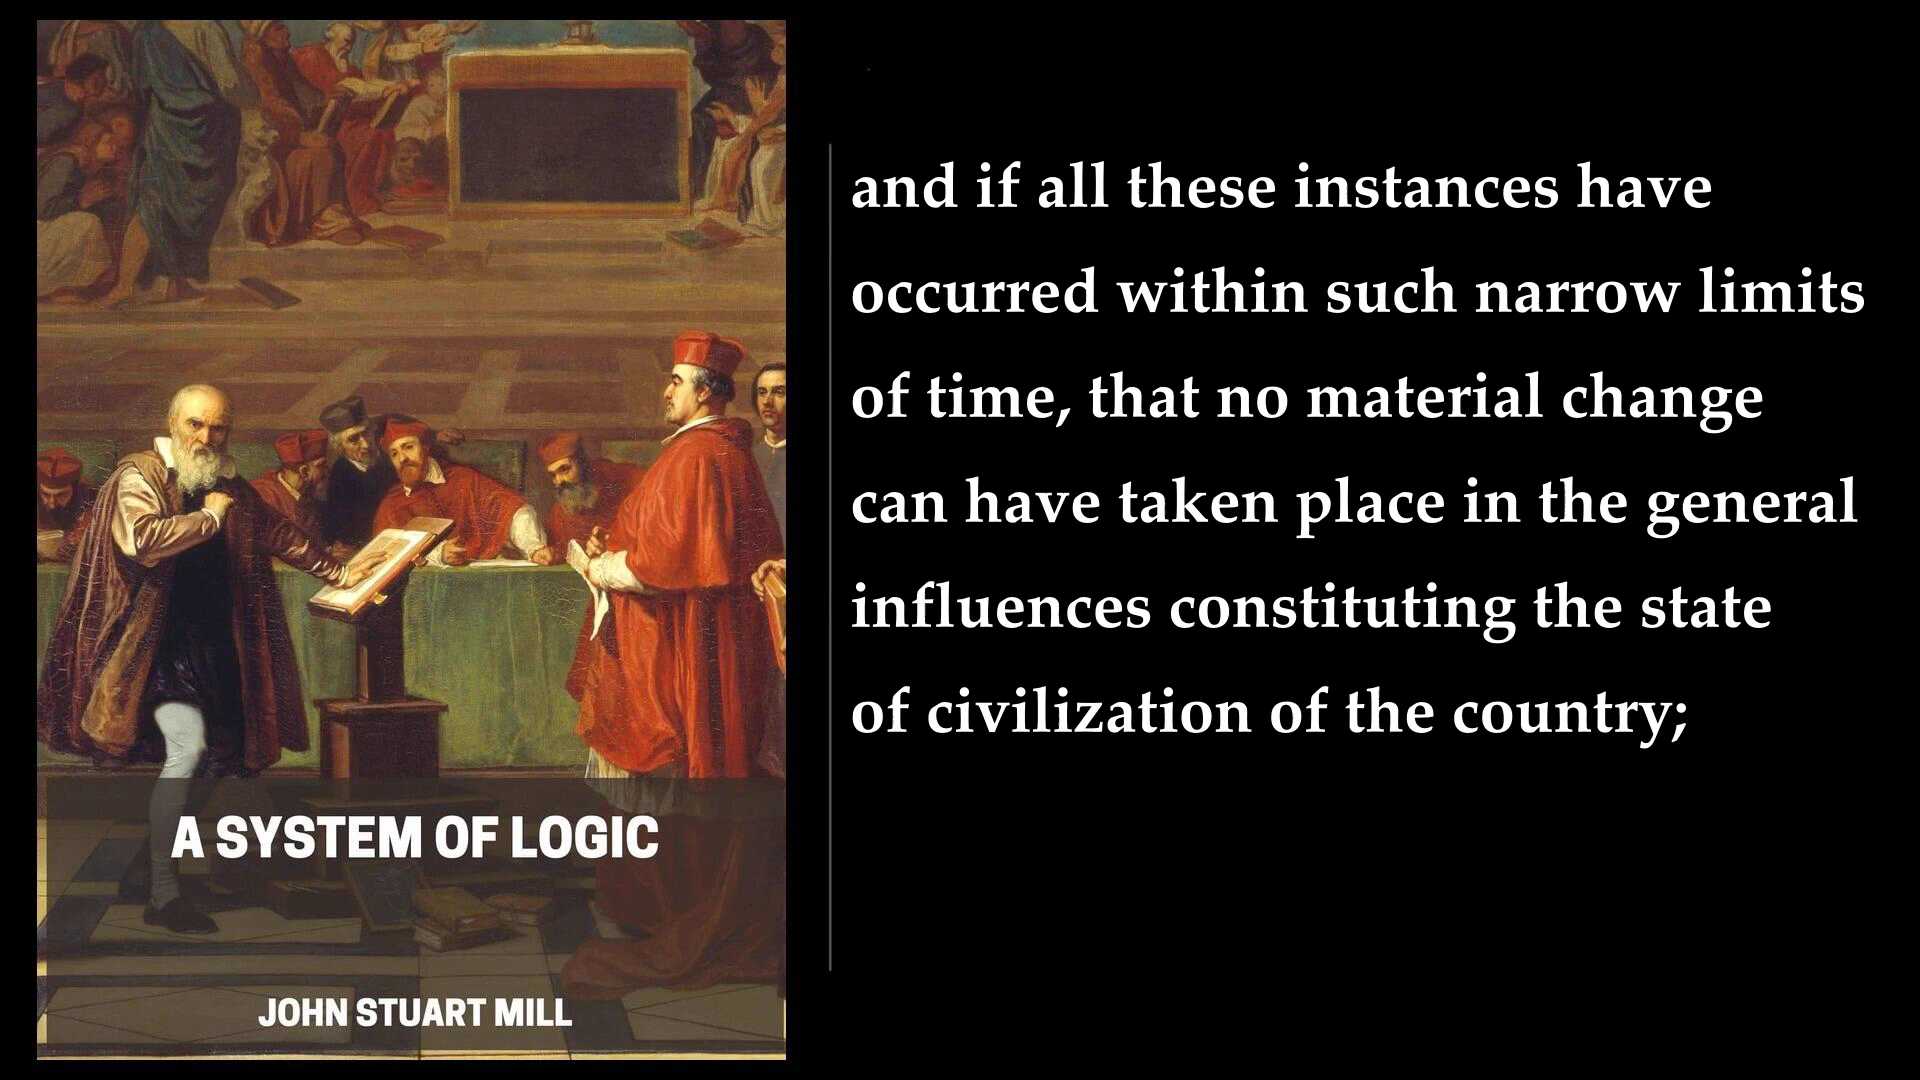 A SYSTEM OF LOGIC
JOHN STUART MILL
and if all these instances have
occurred within such narrow limits
of time, that no material change
can have taken place in the general
influences constituting the state
of civilization of the country;